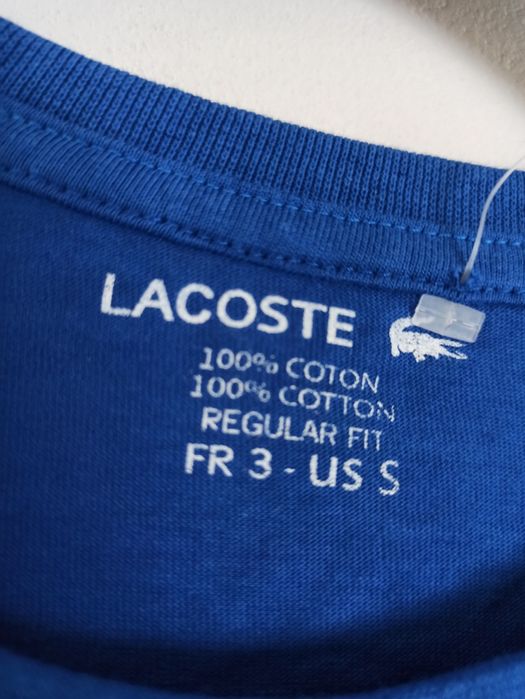 LACOSTE
100% COTON
100% COTTON
REGULAR FIT
FR 3 - US S